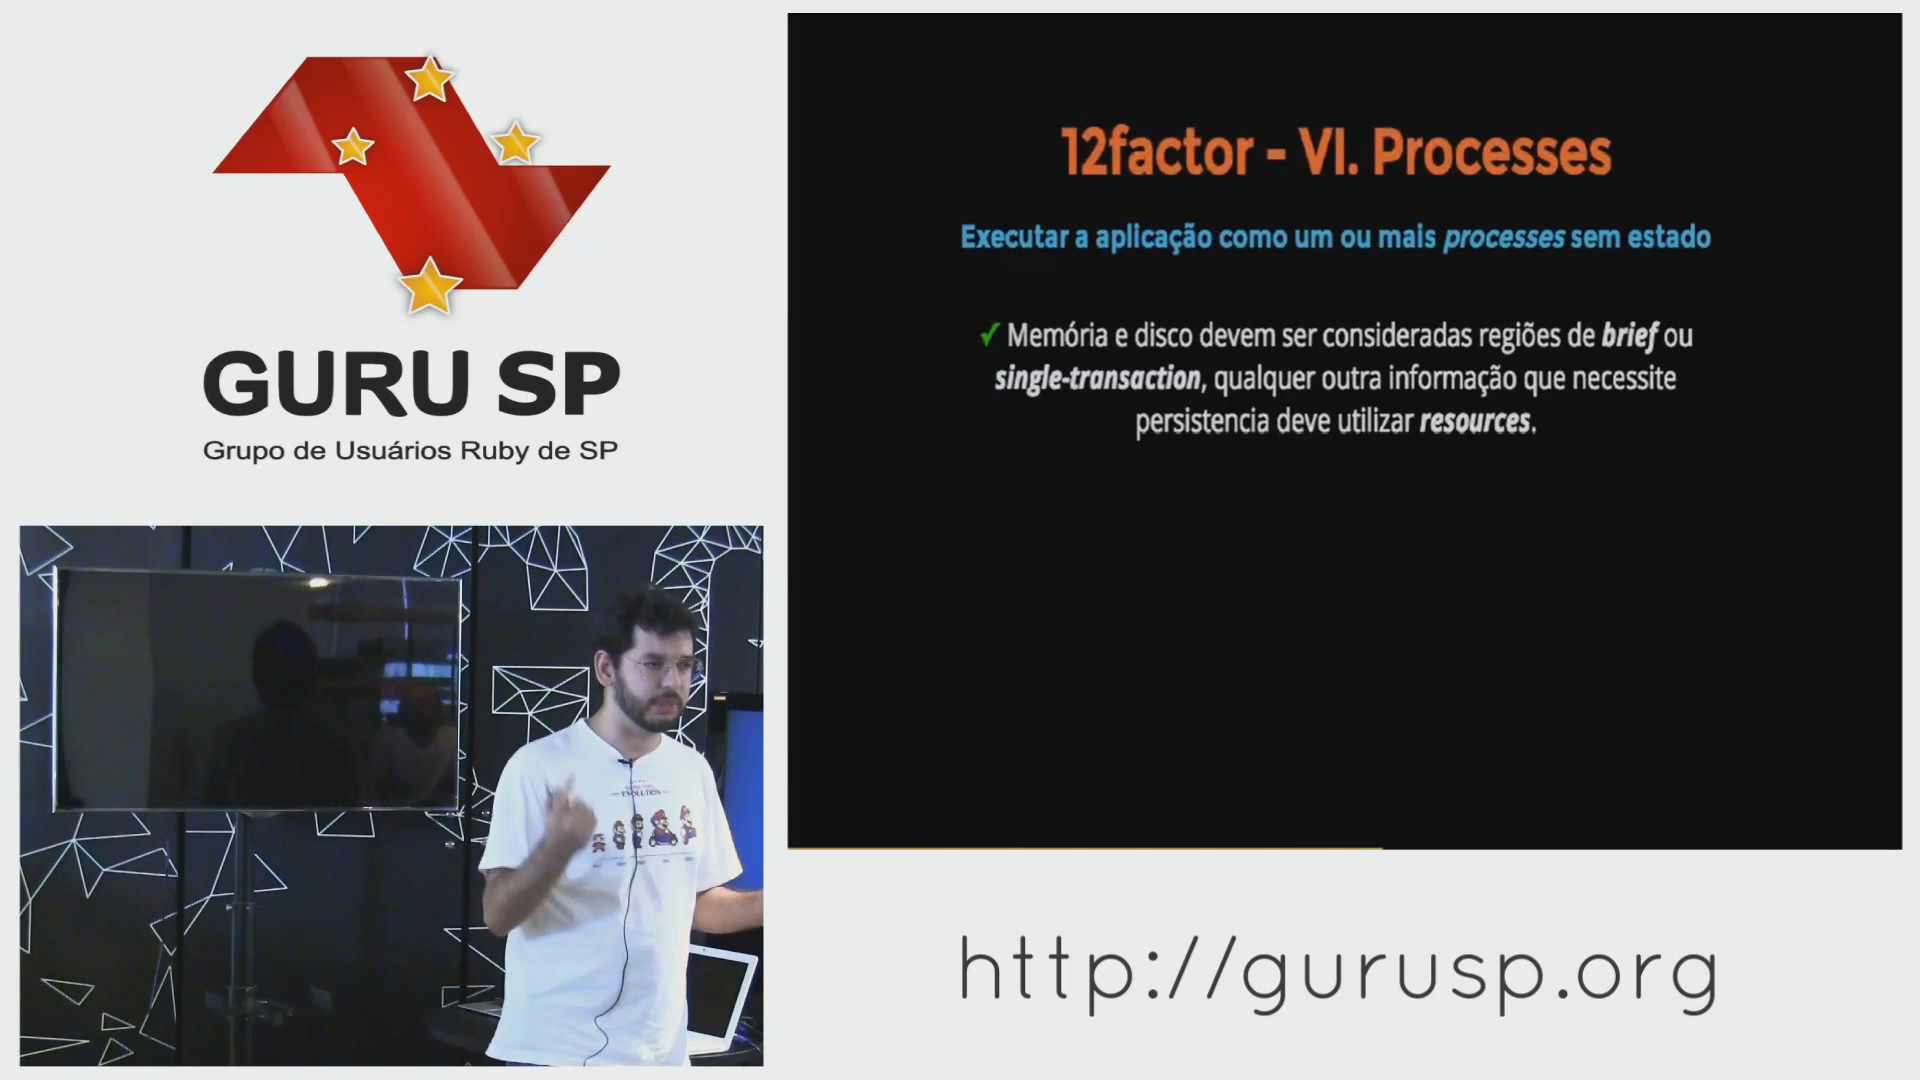 GURU SP
Grupo de Usuários Ruby de SP
12factor - VI. Processes
Executar a aplicação como um ou mais processes sem estado
✓ Memória e disco devem ser consideradas regiões de brief ou
single-transaction, qualquer outra informação que necessite
persistencia deve utilizar resources.
EVOLUTION
http://gurusp.org